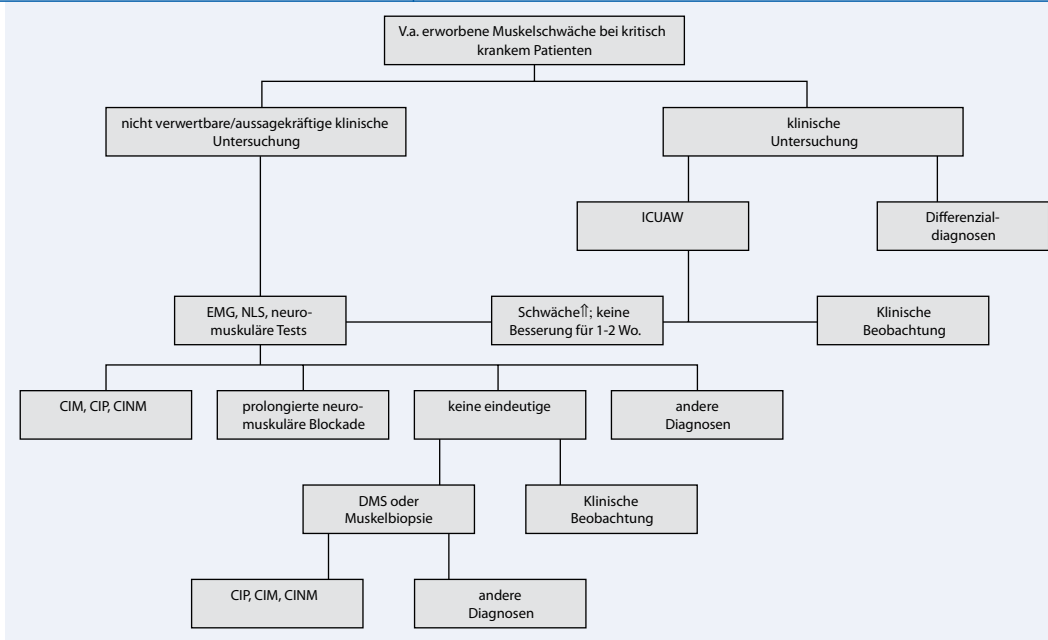 V.a. erworbene Muskelschwäche bei kritisch
krankem Patienten
nicht verwertbare/aussagekräftige klinische
Untersuchung
klinische
Untersuchung
ICUAW
Differenzial-
diagnosen
EMG, NLS, neuro-
muskuläre Tests
Schwäche⇑; keine
Besserung für 1-2 Wo.
Klinische
Beobachtung
CIM, CIP, CINM
prolongierte neuro-
muskuläre Blockade
keine eindeutige
andere
Diagnosen
DMS oder
Muskelbiopsie
Klinische
Beobachtung
CIP, CIM, CINM
andere
Diagnosen